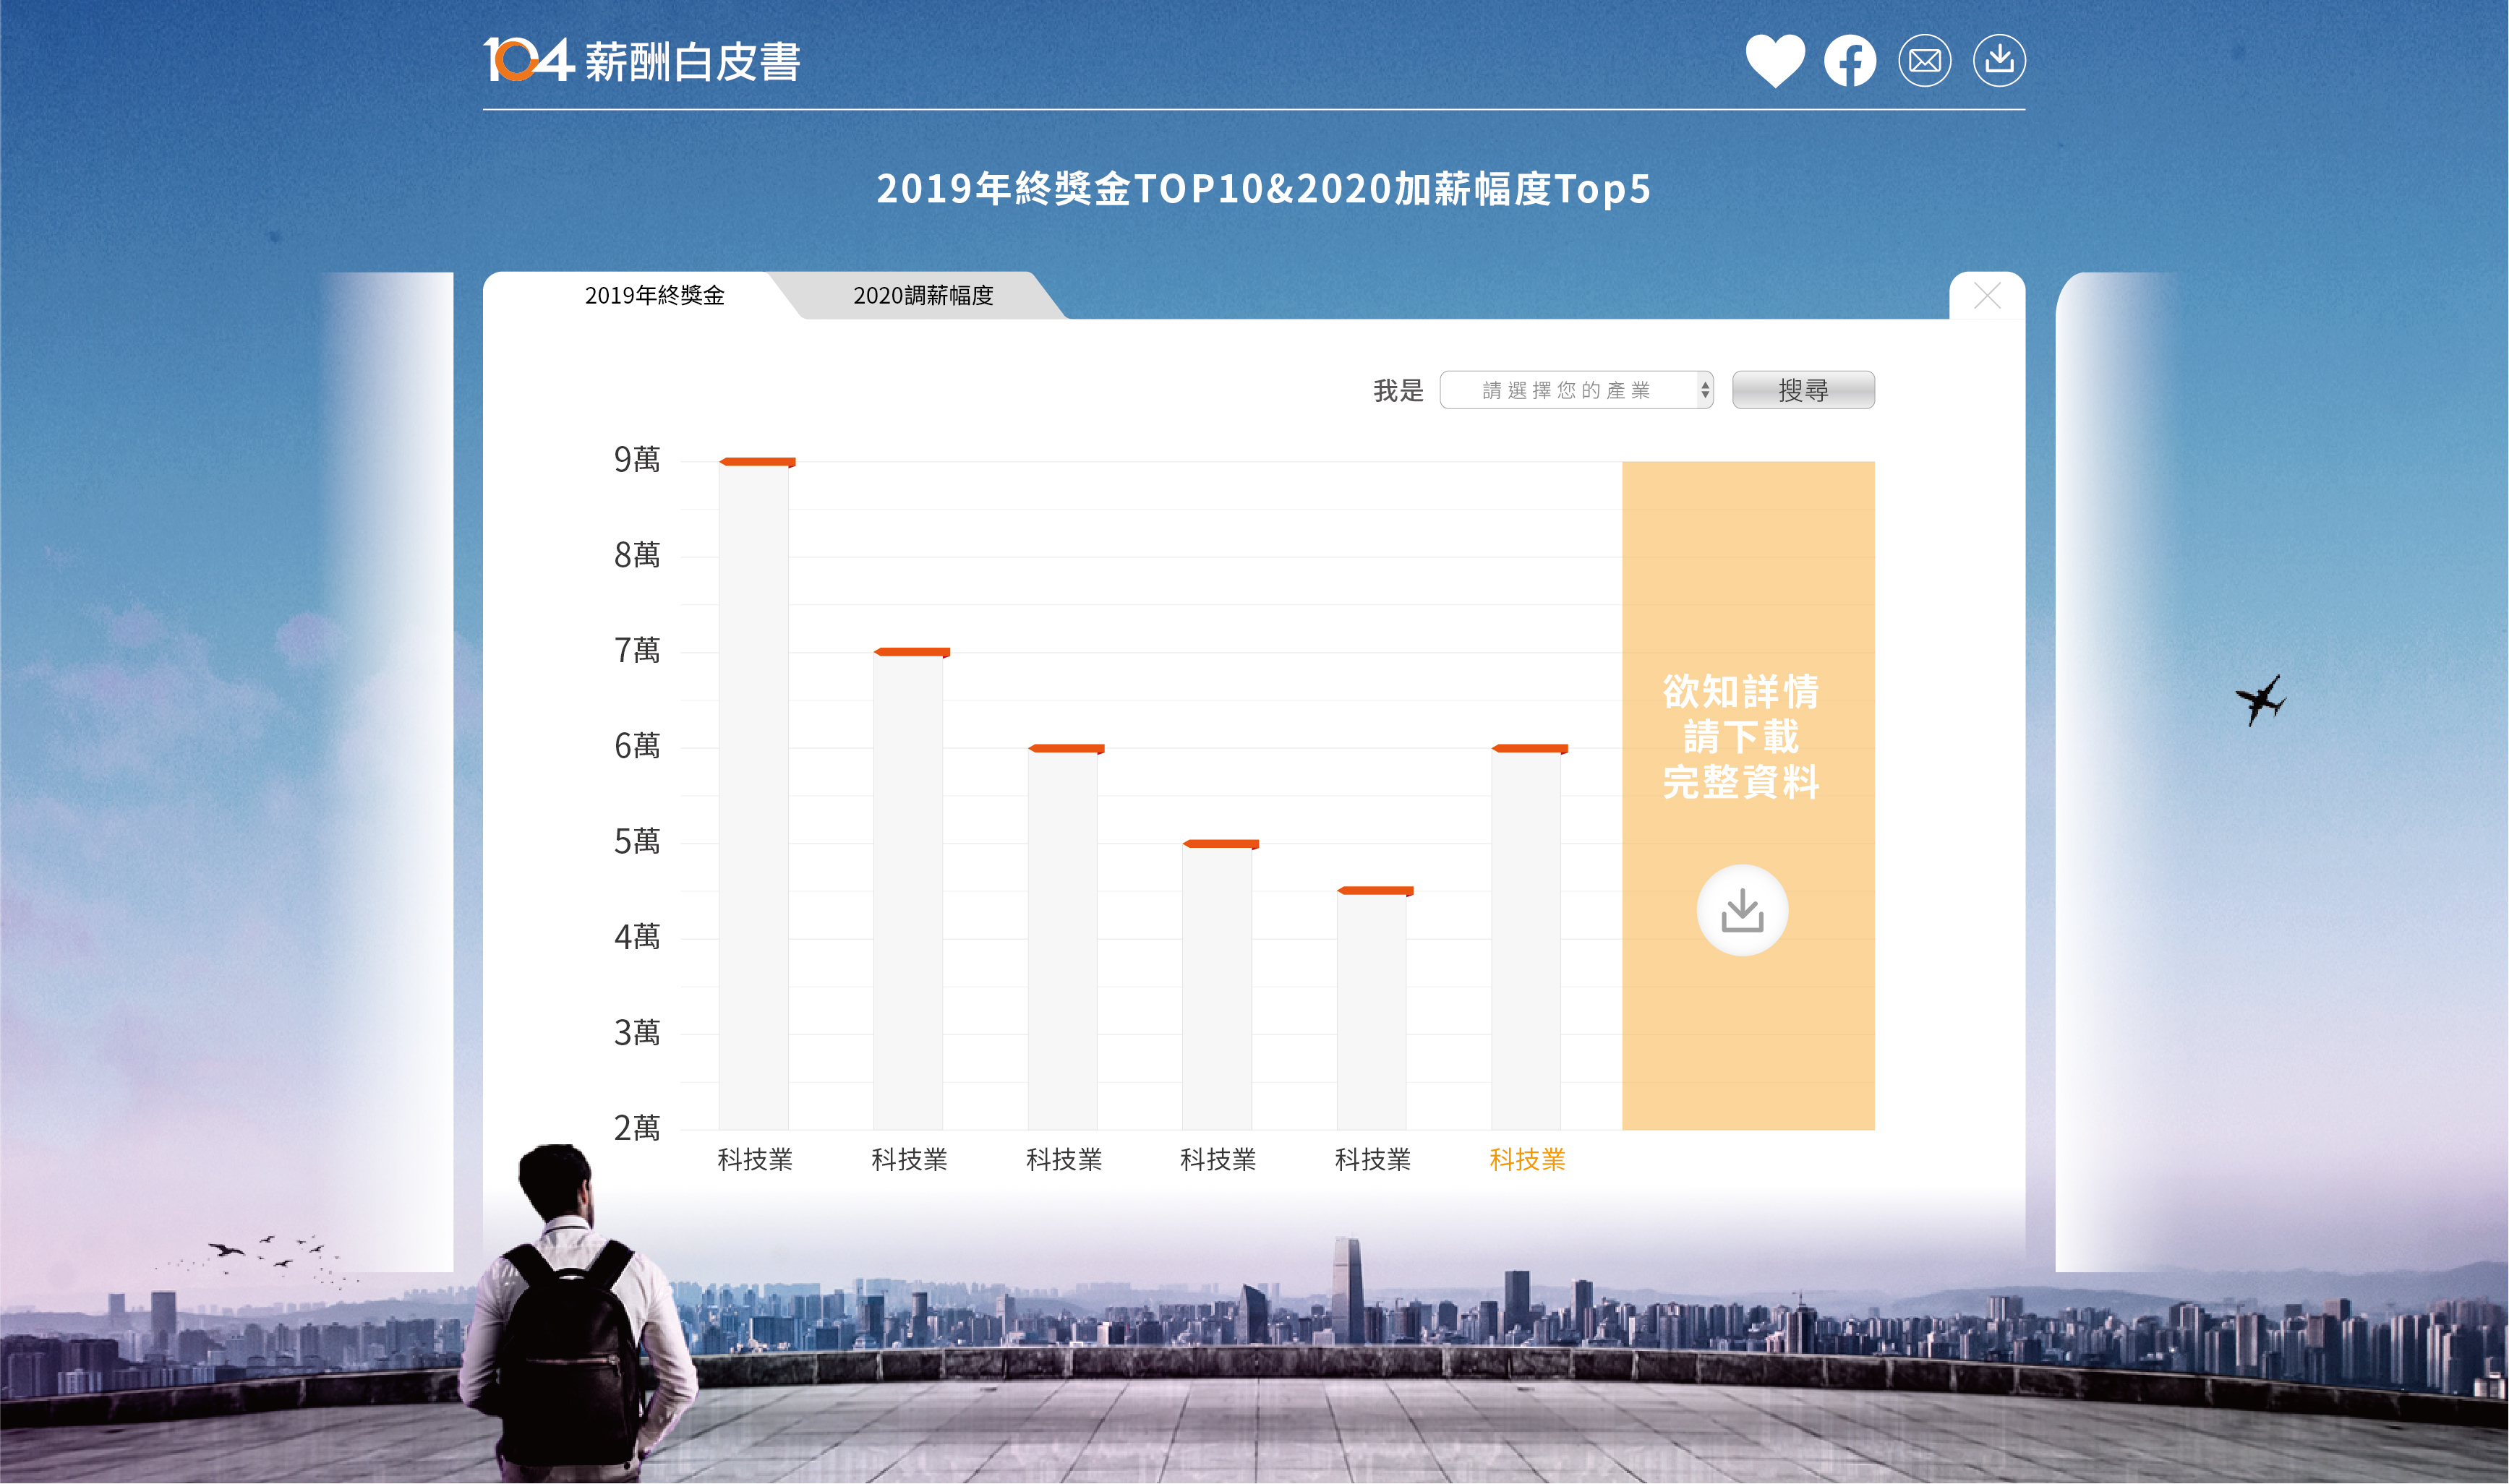 104 薪酬白皮書
2019年終獎金TOP10&2020加薪幅度Top5
2019年終獎金
2020調薪幅度
我是
請選擇您的產業
搜尋
9萬
8萬
7萬
6萬
5萬
4萬
3萬
2萬
欲知詳情
請下載
完整資料
科技業
科技業
科技業
科技業
科技業
科技業